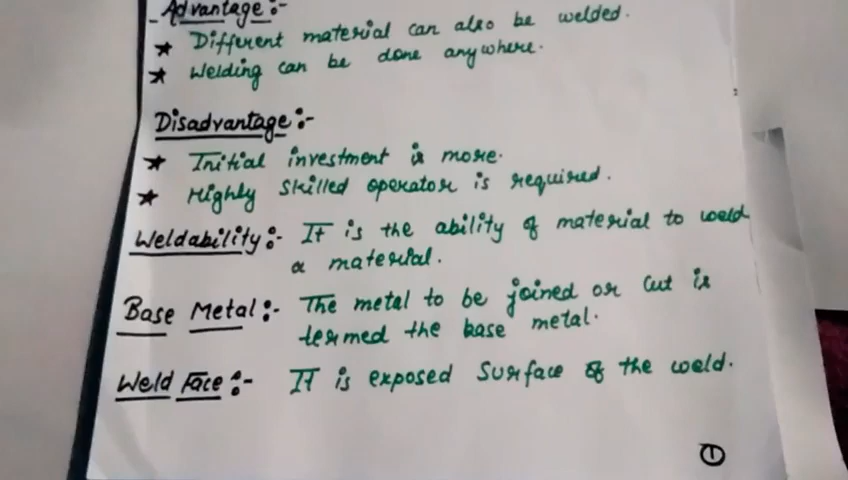 Advantage:-
★ Different material can also be welded.
★ Welding can be done anywhere.
Disadvantage:-
★ Initial investment is more.
★ Highly skilled operator is required.
Weldability:- It is the ability of material to weld
a material.
Base Metal:- The metal to be joined or cut is
termed the base metal.
Weld Face:- It is exposed Surface of the weld.
1